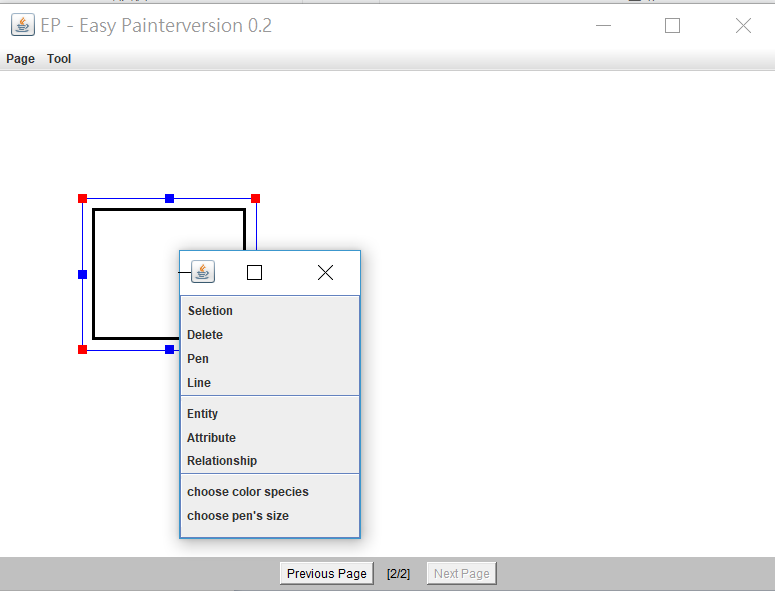 EP - Easy Painterversion 0.2
Page Tool
Seletion
Delete
Pen
Line
Entity
Attribute
Relationship
choose color species
choose pen's size
Previous Page [2/2] Next Page